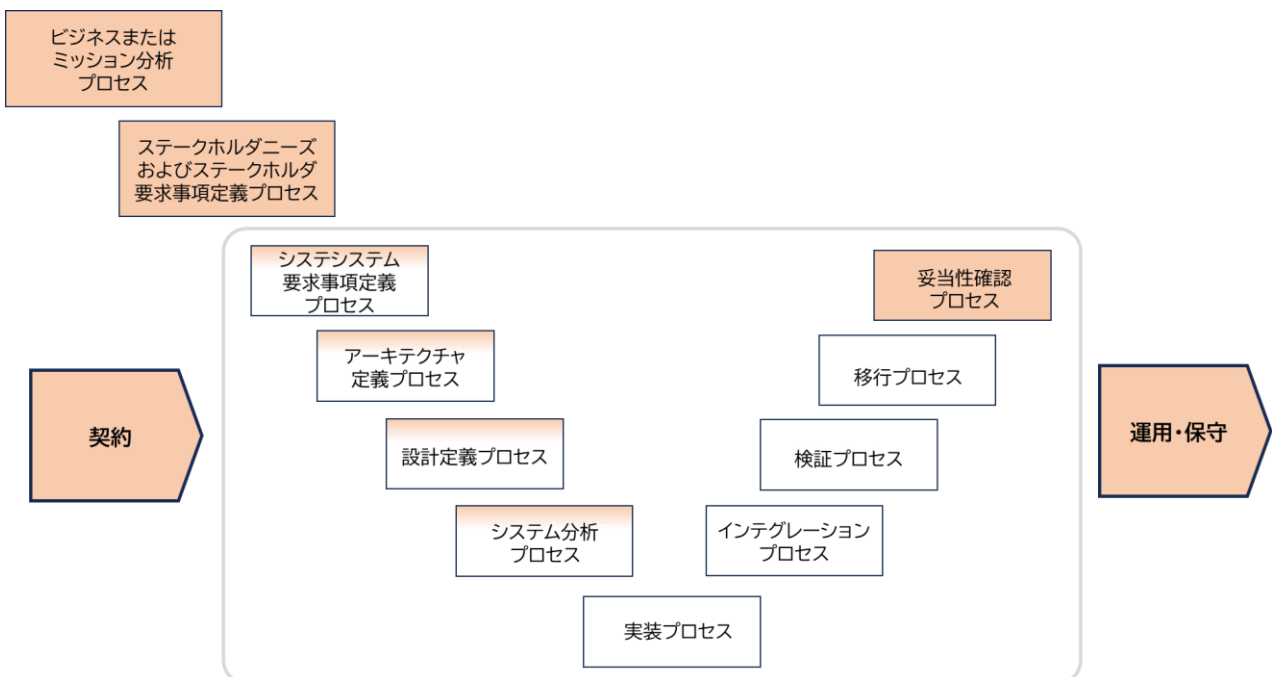 ビジネスまたは
ミッション分析
プロセス
ステークホルダニーズ
およびステークホルダ
要求事項定義プロセス
システシステム
要求事項定義
プロセス
アーキテクチャ
定義プロセス
設計定義プロセス
システム分析
プロセス
実装プロセス
インテグレーション
プロセス
検証プロセス
移行プロセス
妥当性確認
プロセス
契約
運用・保守